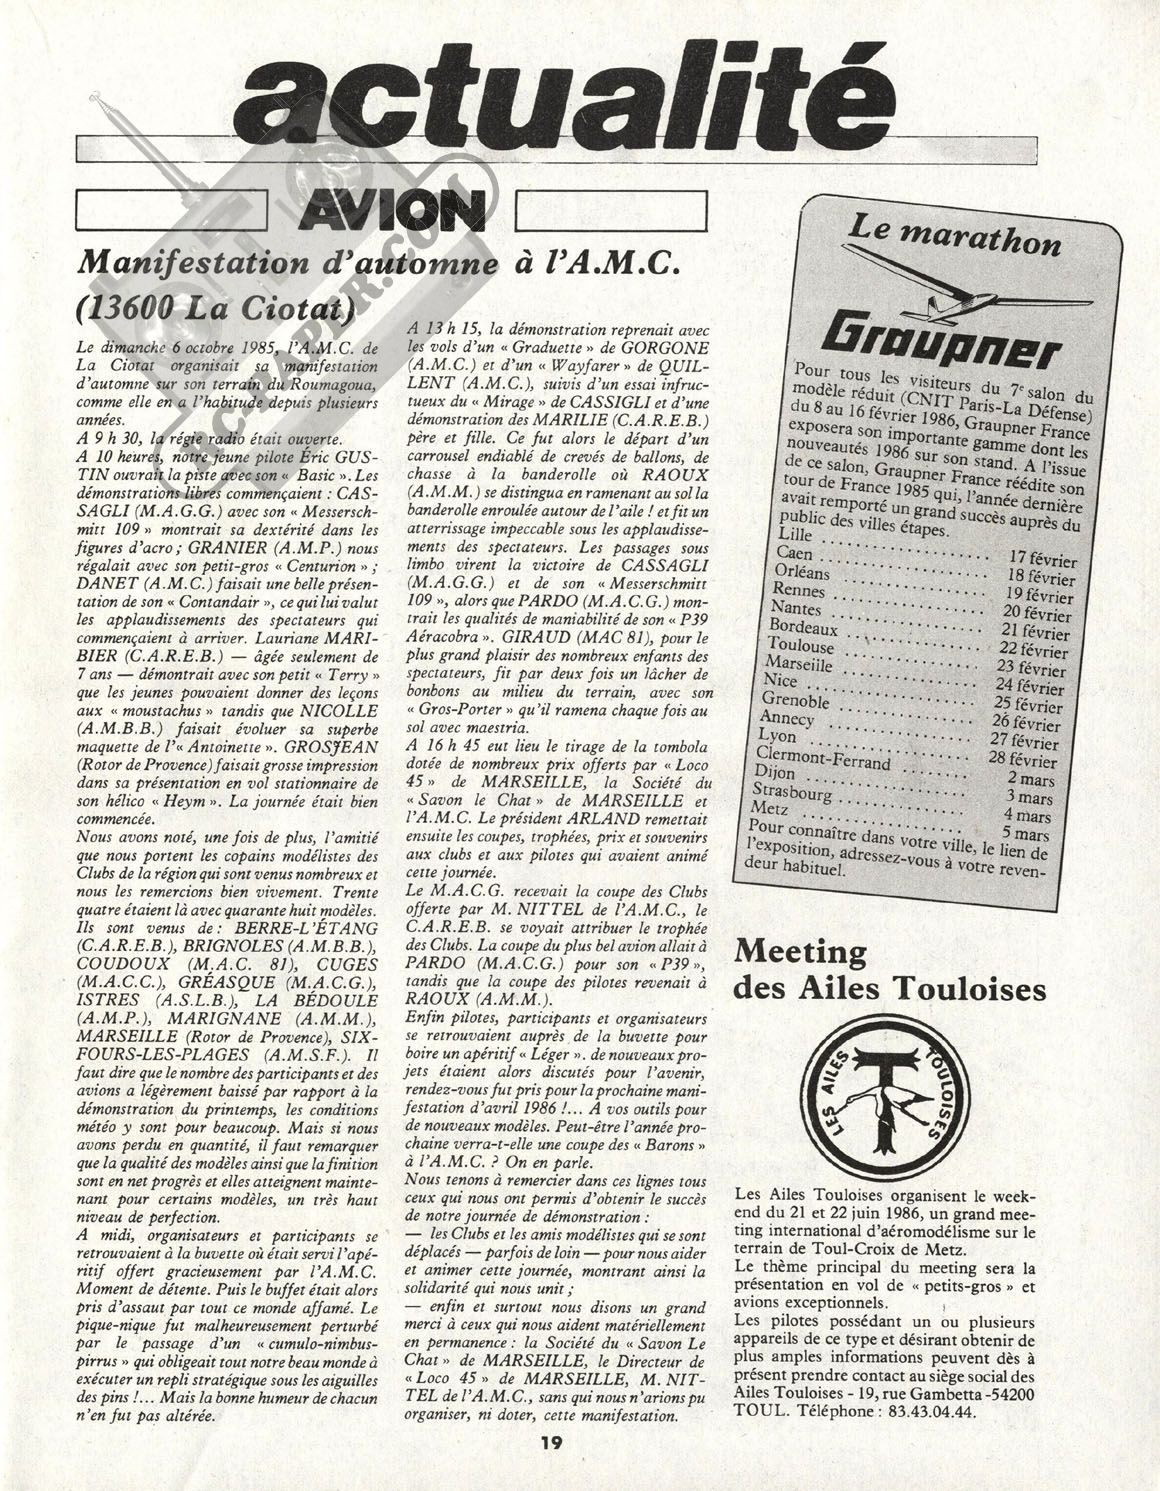 actualité
AVION
Manifestation d'automne à l'A.M.C.
(13600 La Ciotat)
Le dimanche 6 octobre 1985, l'A.M.C. de
La Ciotat organisait sa manifestation
d'automne sur son terrain du Roumagoua,
comme elle en a l'habitude depuis plusieurs
années.
A 9 h 30, la régie radio était ouverte.
A 10 heures, notre jeune pilote Éric GUS-
TIN ouvrait la piste avec son « Basic ». Les
démonstrations libres commençaient : CAS-
SAGLI (M.A.G.G.) avec son « Messersch-
mitt 109 » montrait sa dextérité dans les
figures d'acro ; GRANIER (A.M.P.) nous
régalait avec son petit-gros « Centurion » ;
DANET (A.M.C.) faisait une belle présen-
tation de son « Contandair », ce qui lui valut
les applaudissements des spectateurs qui
commençaient à arriver. Lauriane MARI-
BIER (C.A.R.E.B.) — âgée seulement de
7 ans — démontrait avec son petit « Terry »
que les jeunes pouvaient donner des leçons
aux « moustachus » tandis que NICOLLE
(A.M.B.B.) faisait évoluer sa superbe
maquette de l'« Antoinette ». GROSJEAN
(Rotor de Provence) faisait grosse impression
dans sa présentation en vol stationnaire de
son hélico « Heym ». La journée était bien
commencée.
Nous avons noté, une fois de plus, l'amitié
que nous portent les copains modélistes des
Clubs de la région qui sont venus nombreux et
nous les remercions bien vivement. Trente
quatre étaient là avec quarante huit modèles.
Ils sont venus de : BERRE-L'ÉTANG
(C.A.R.E.B.), BRIGNOLES (A.M.B.B.),
COUDOUX (M.A.C. 81), CUGES
(M.A.C.C.), GRÉASQUE (M.A.C.G.),
ISTRES (A.S.L.B.), LA BÉDOULE
(A.M.P.), MARIGNANE (A.M.M.),
MARSEILLE (Rotor de Provence), SIX-
FOURS-LES-PLAGES (A.M.S.F.). Il
faut dire que le nombre des participants et des
avions a légèrement baissé par rapport à la
démonstration du printemps, les conditions
météo y sont pour beaucoup. Mais si nous
avons perdu en quantité, il faut remarquer
que la qualité des modèles ainsi que la finition
sont en net progrès et elles atteignent mainte-
nant pour certains modèles, un très haut
niveau de perfection.
A midi, organisateurs et participants se
retrouvaient à la buvette où était servi l'apé-
ritif offert gracieusement par l'A.M.C.
Moment de détente. Puis le buffet était alors
pris d'assaut par tout ce monde affamé. Le
pique-nique fut malheureusement perturbé
par le passage d'un « cumulo-nimbus-
pirrus » qui obligeait tout notre beau monde à
exécuter un repli stratégique sous les aiguilles
des pins !... Mais la bonne humeur de chacun
n'en fut pas altérée.
A 13 h 15, la démonstration reprenait avec
les vols d'un « Graduette » de GORGONE
(A.M.C.) et d'un « Wayfarer » de QUIL-
LENT (A.M.C.), suivis d'un essai infruc-
tueux du « Mirage » de CASSIGLI et d'une
démonstration des MARILIE (C.A.R.E.B.)
père et fille. Ce fut alors le départ d'un
carrousel endiablé de crevés de ballons, de
chasse à la banderolle où RAOUX
(A.M.M.) se distingua en ramenant au sol la
banderolle enroulée autour de l'aile ! et fit un
atterrissage impeccable sous les applaudisse-
ments des spectateurs. Les passages sous
limbo virent la victoire de CASSAGLI
(M.A.G.G.) et de son « Messerschmitt
109 », alors que PARDO (M.A.C.G.) mon-
trait les qualités de maniabilité de son « P39
Aéracobra ». GIRAUD (MAC 81), pour le
plus grand plaisir des nombreux enfants des
spectateurs, fit par deux fois un lâcher de
bonbons au milieu du terrain, avec son
« Gros-Porter » qu'il ramena chaque fois au
sol avec maestria.
A 16 h 45 eut lieu le tirage de la tombola
dotée de nombreux prix offerts par « Loco
45 » de MARSEILLE, la Société du
« Savon le Chat » de MARSEILLE et
l'A.M.C. Le président ARLAND remettait
ensuite les coupes, trophées, prix et souvenirs
aux clubs et aux pilotes qui avaient animé
cette journée.
Le M.A.C.G. recevait la coupe des Clubs
offerte par M. NITTEL de l'A.M.C., le
C.A.R.E.B. se voyait attribuer le trophée
des Clubs. La coupe du plus bel avion allait à
PARDO (M.A.C.G.) pour son « P39 »,
tandis que la coupe des pilotes revenait à
RAOUX (A.M.M.).
Enfin pilotes, participants et organisateurs
se retrouvaient auprès de la buvette pour
boire un apéritif « Léger ». de nouveaux pro-
jets étaient alors discutés pour l'avenir,
rendez-vous fut pris pour la prochaine mani-
festation d'avril 1986 !... A vos outils pour
de nouveaux modèles. Peut-être l'année pro-
chaine verra-t-elle une coupe des « Barons »
à l'A.M.C. ? On en parle.
Nous tenons à remercier dans ces lignes tous
ceux qui nous ont permis d'obtenir le succès
de notre journée de démonstration :
— les Clubs et les amis modélistes qui se sont
déplacés — parfois de loin — pour nous aider
et animer cette journée, montrant ainsi la
solidarité qui nous unit ;
— enfin et surtout nous disons un grand
merci à ceux qui nous aident matériellement
en permanence : la Société du « Savon Le
Chat » de MARSEILLE, le Directeur de
« Loco 45 » de MARSEILLE, M. NIT-
TEL de l'A.M.C., sans qui nous n'arions pu
organiser, ni doter, cette manifestation.
Le marathon
Graupner
Pour tous les visiteurs du 7e salon du
modèle réduit (CNIT Paris-La Défense)
du 8 au 16 février 1986, Graupner France
exposera son importante gamme dont les
nouveautés 1986 sur son stand. A l'issue
de ce salon, Graupner France réédite son
tour de France 1985 qui, l'année dernière
avait remporté un grand succès auprès du
public des villes étapes.
Lille .................... 17 février
Caen .................... 18 février
Orléans .................... 19 février
Rennes .................... 20 février
Nantes .................... 21 février
Bordeaux .................... 22 février
Toulouse .................... 23 février
Marseille .................... 24 février
Nice .................... 25 février
Grenoble .................... 26 février
Annecy .................... 27 février
Lyon .................... 28 février
Clermont-Ferrand ........ 2 mars
Dijon .................... 3 mars
Strasbourg .................... 4 mars
Metz .................... 5 mars
Pour connaître dans votre ville, le lien de
l'exposition, adressez-vous à votre reven-
deur habituel.
Meeting
des Ailes Touloises
LES AILES TOULOISES
T
Les Ailes Touloises organisent le week-
end du 21 et 22 juin 1986, un grand mee-
ting international d'aéromodélisme sur le
terrain de Toul-Croix de Metz.
Le thème principal du meeting sera la
présentation en vol de « petits-gros » et
avions exceptionnels.
Les pilotes possédant un ou plusieurs
appareils de ce type et désirant obtenir de
plus amples informations peuvent dès à
présent prendre contact au siège social des
Ailes Touloises - 19, rue Gambetta -54200
TOUL. Téléphone : 83.43.04.44.
19
RC-PAPER.COM